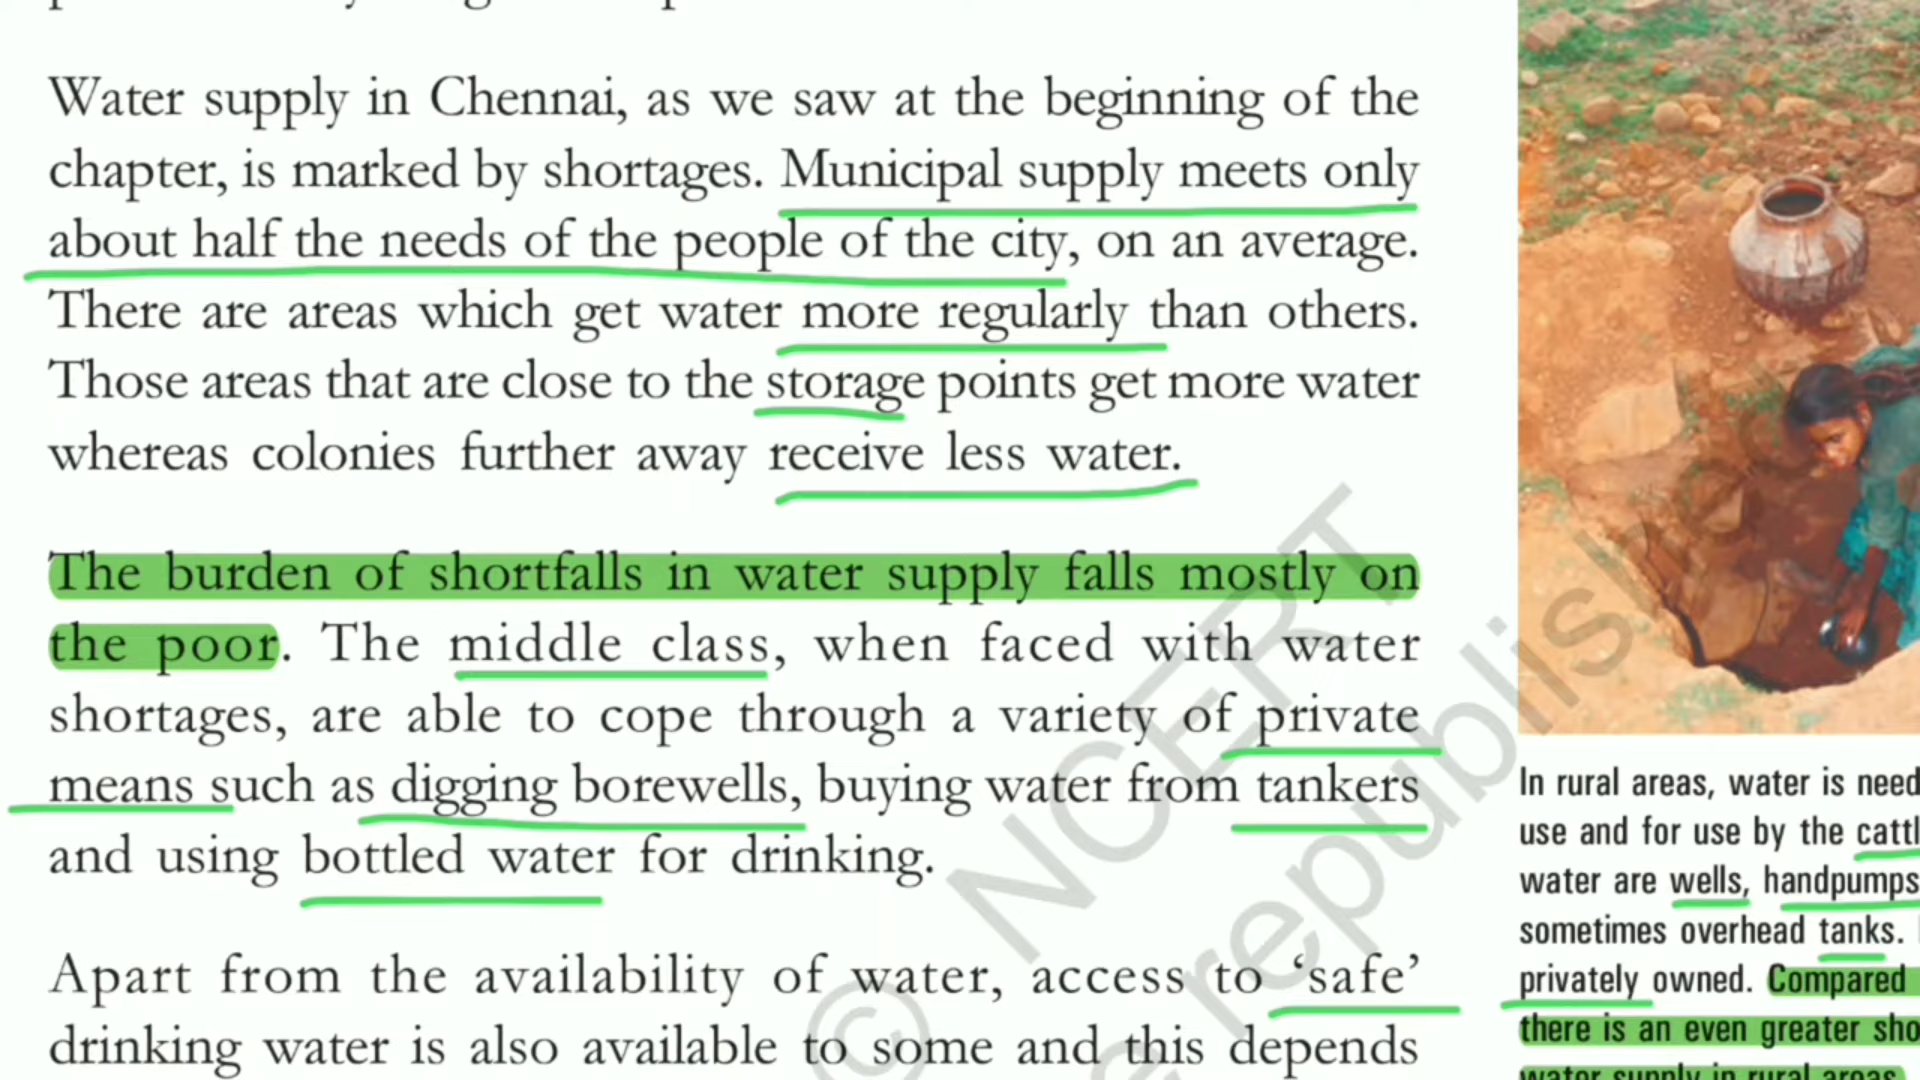 Water supply in Chennai, as we saw at the beginning of the
chapter, is marked by shortages. Municipal supply meets only
about half the needs of the people of the city, on an average.
There are areas which get water more regularly than others.
Those areas that are close to the storage points get more water
whereas colonies further away receive less water.
The burden of shortfalls in water supply falls mostly on
the poor. The middle class, when faced with water
shortages, are able to cope through a variety of private
means such as digging borewells, buying water from tankers
and using bottled water for drinking.
Apart from the availability of water, access to ‘safe’
drinking water is also available to some and this depends
In rural areas, water is need
use and for use by the cattl
water are wells, handpumps
sometimes overhead tanks.
privately owned. Compared
there is an even greater sho
water supply in rural areas.
© NCERT
republishe